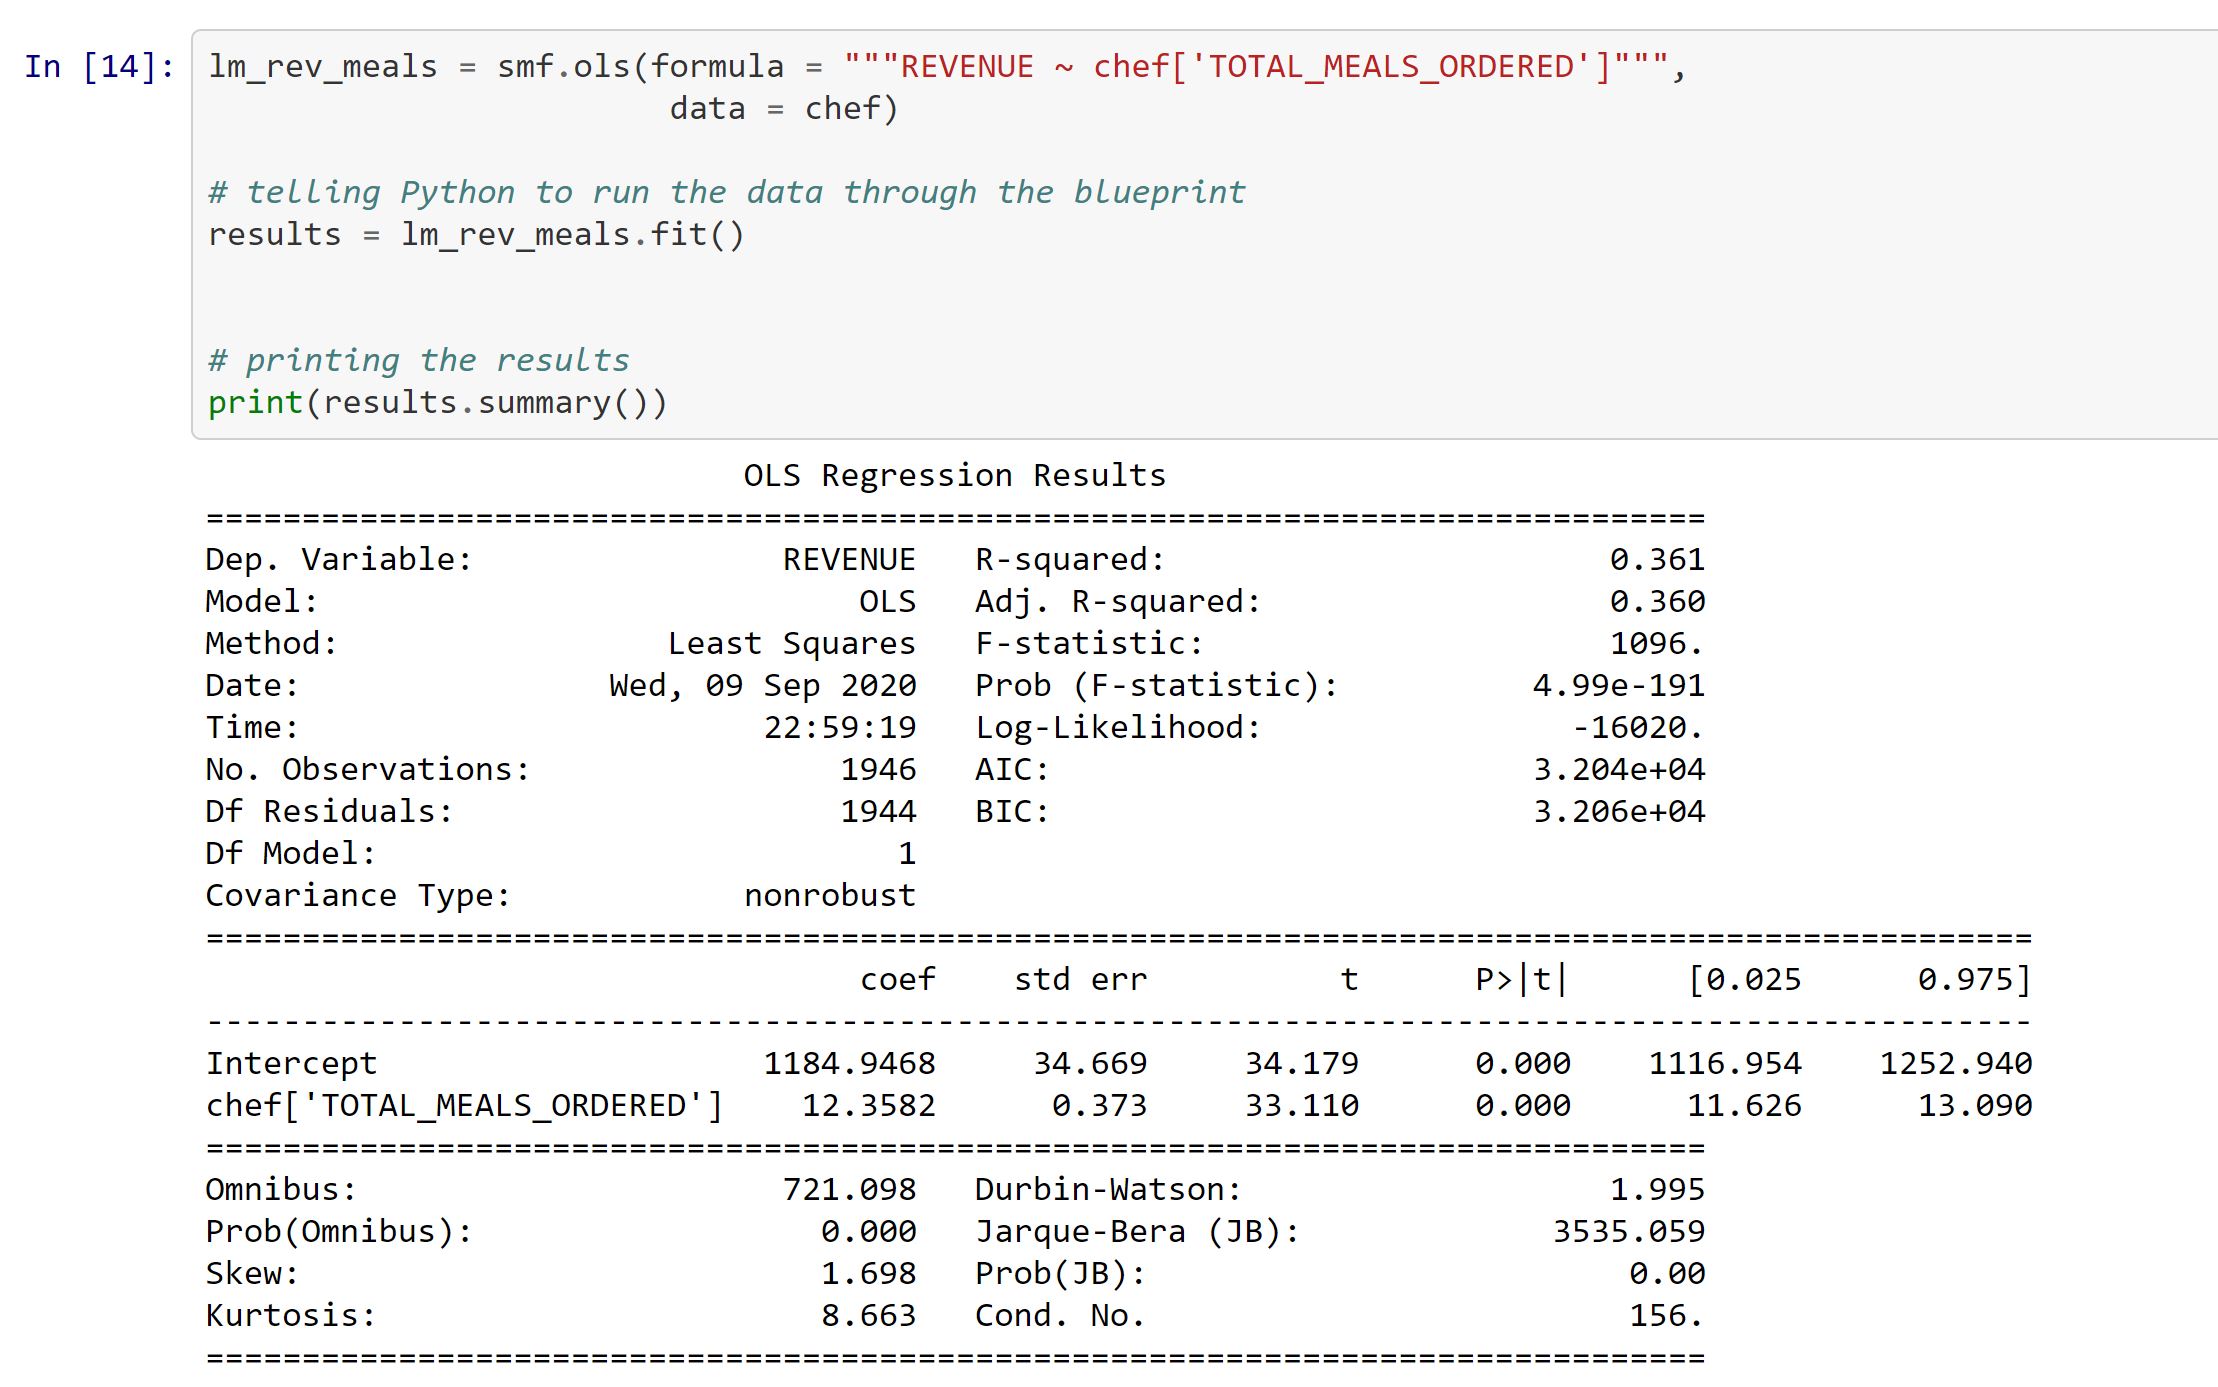 In [14]: lm_rev_meals = smf.ols(formula = """REVENUE ~ chef['TOTAL_MEALS_ORDERED']""",
                        data = chef)

# telling Python to run the data through the blueprint
results = lm_rev_meals.fit()

# printing the results
print(results.summary())
                            OLS Regression Results
==============================================================================
Dep. Variable:                REVENUE   R-squared:                       0.361
Model:                            OLS   Adj. R-squared:                  0.360
Method:                 Least Squares   F-statistic:                     1096.
Date:                Wed, 09 Sep 2020   Prob (F-statistic):          4.99e-191
Time:                        22:59:19   Log-Likelihood:                -16020.
No. Observations:                1946   AIC:                         3.204e+04
Df Residuals:                    1944   BIC:                         3.206e+04
Df Model:                           1
Covariance Type:            nonrobust
===============================================================================================
                                  coef    std err          t      P>|t|      [0.025      0.975]
-----------------------------------------------------------------------------------------------
Intercept                    1184.9468     34.669     34.179      0.000    1116.954    1252.940
chef['TOTAL_MEALS_ORDERED']    12.3582      0.373     33.110      0.000      11.626      13.090
==============================================================================
Omnibus:                      721.098   Durbin-Watson:                   1.995
Prob(Omnibus):                  0.000   Jarque-Bera (JB):             3535.059
Skew:                           1.698   Prob(JB):                         0.00
Kurtosis:                       8.663   Cond. No.                         156.
==============================================================================